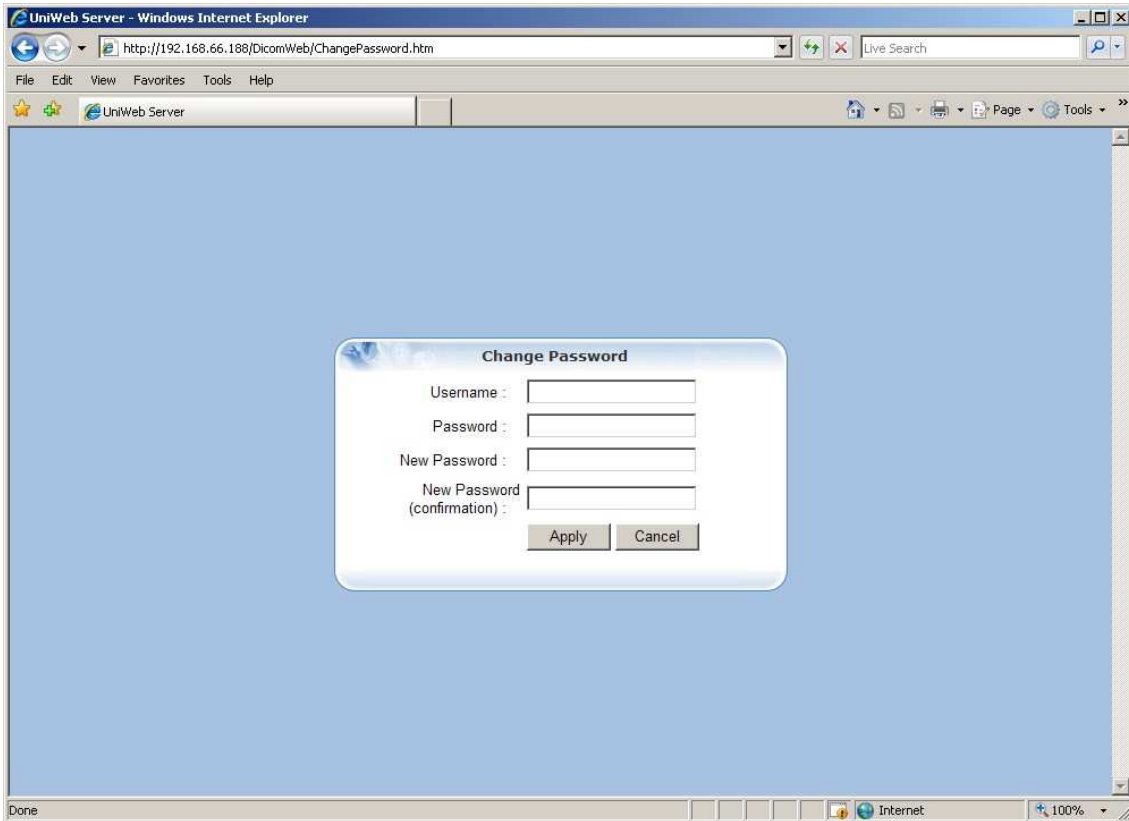 UniWeb Server - Windows Internet Explorer
http://192.168.66.188/DicomWeb/ChangePassword.htm
Live Search
File Edit View Favorites Tools Help
UniWeb Server
Page
Tools
Change Password
Username :
Password :
New Password :
New Password
(confirmation) :
Apply Cancel
Done
Internet
100%